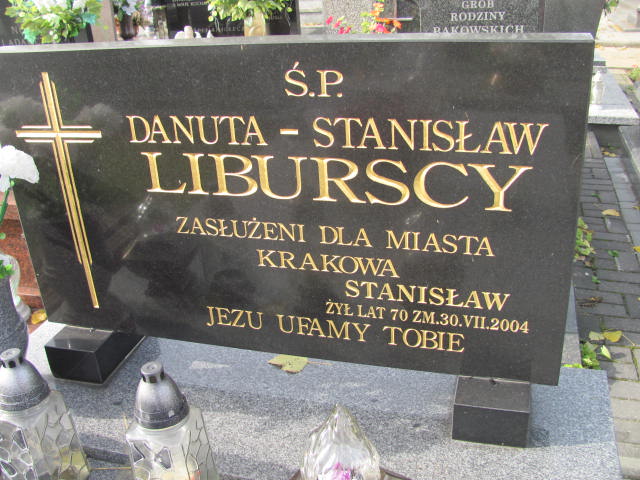 GROB
RODZINY
RAKOWSKICH
Ś.P.
DANUTA - STANISŁAW
LIBURSCY
ZASŁUŻENI DLA MIASTA
KRAKOWA
STANISŁAW
ŻYŁ LAT 70 ZM.30.VII.2004
JEZU UFAMY TOBIE